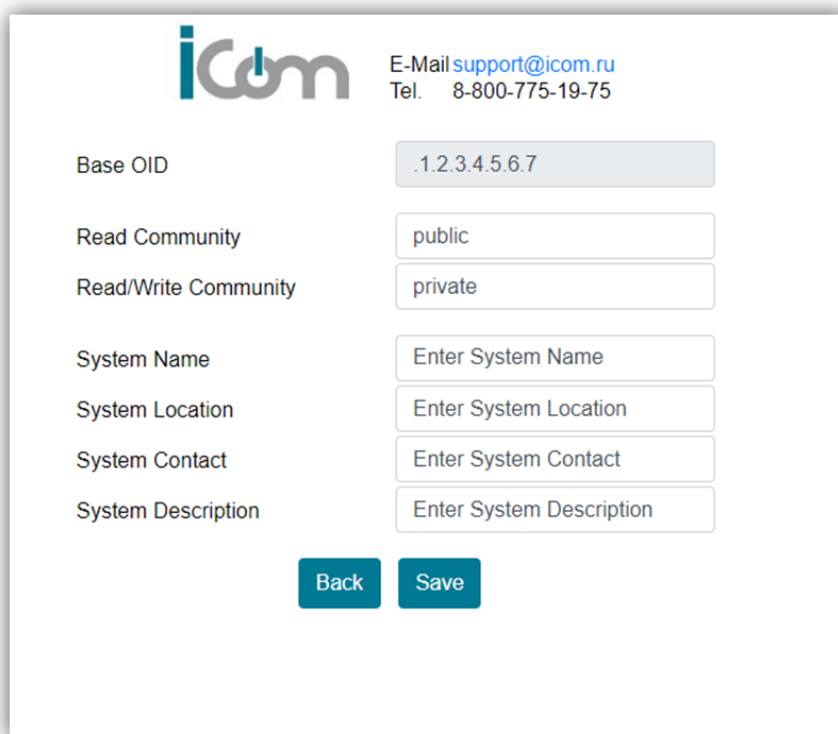 iCom
E-Mail support@icom.ru
Tel. 8-800-775-19-75
Base OID .1.2.3.4.5.6.7
Read Community public
Read/Write Community private
System Name Enter System Name
System Location Enter System Location
System Contact Enter System Contact
System Description Enter System Description
Back Save